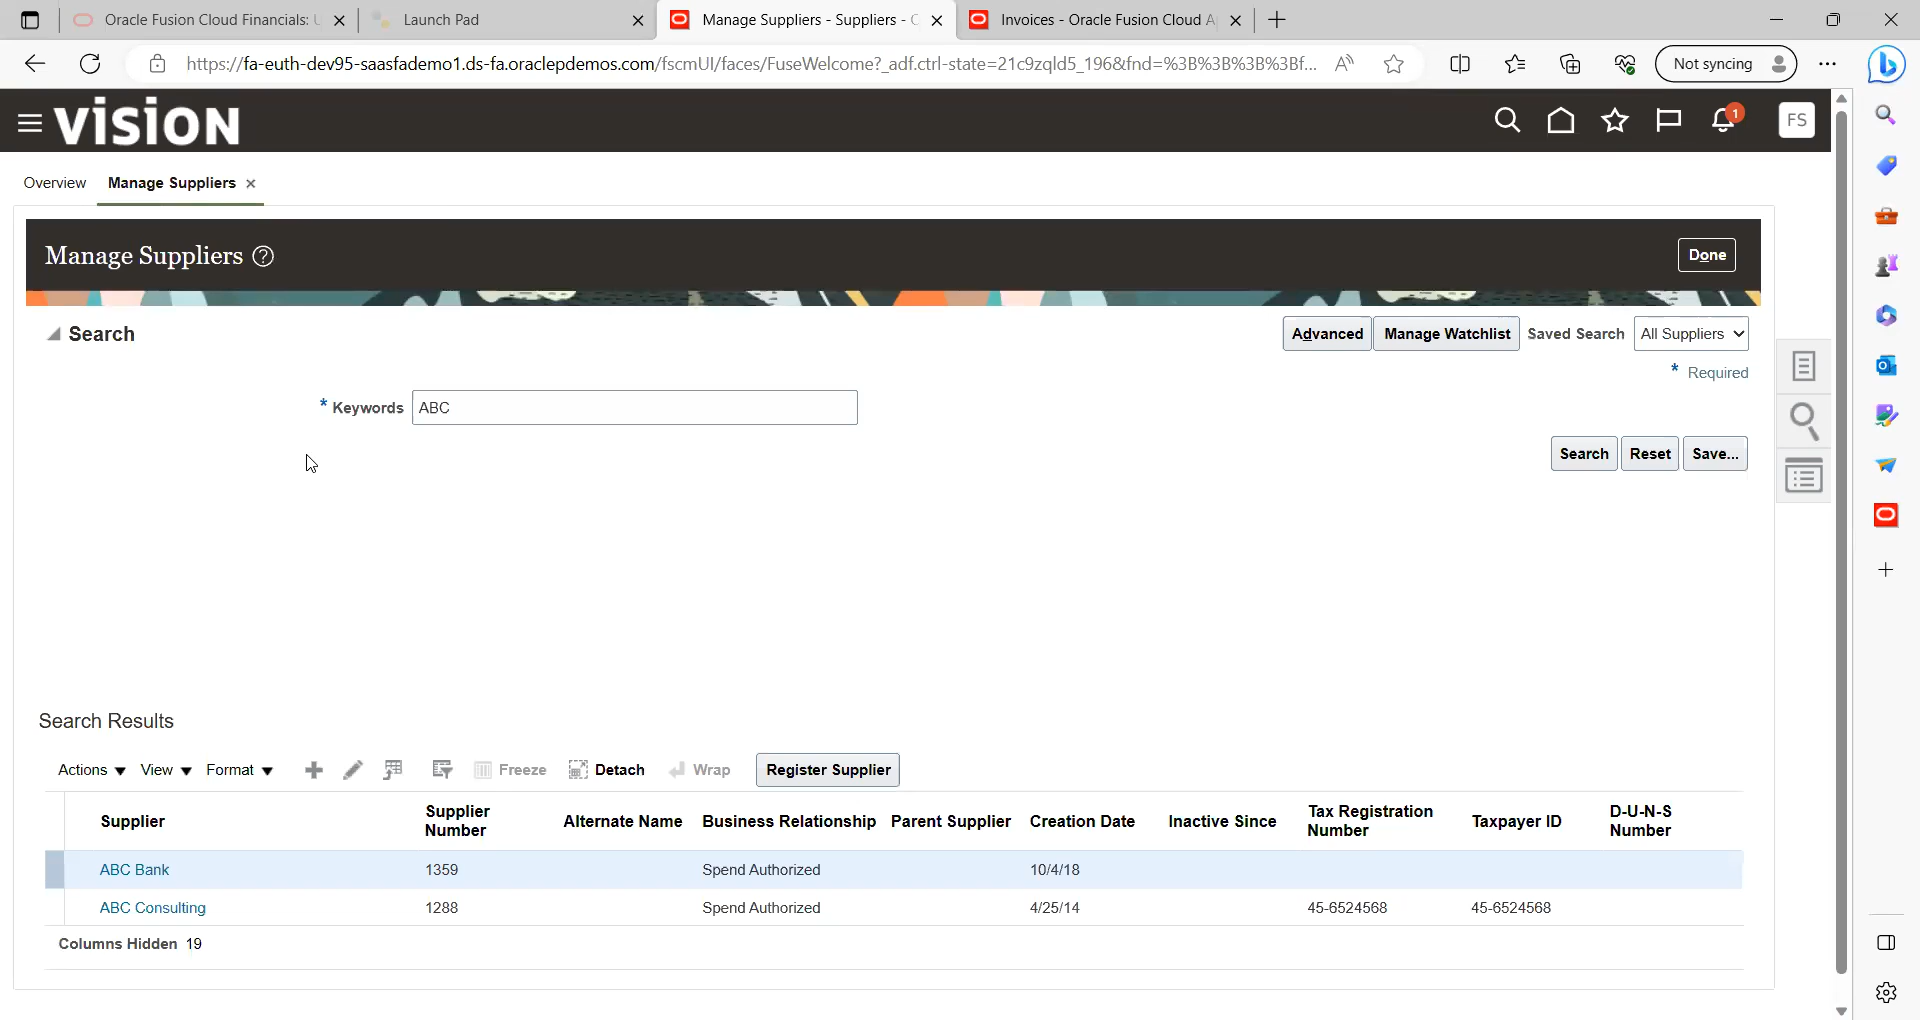 Oracle Fusion Cloud Financials:
Launch Pad
Manage Suppliers - Suppliers -
Invoices - Oracle Fusion Cloud A
https://fa-euth-dev95-saasfademo1.ds-fa.oraclepdemos.com/fscmUI/faces/FuseWelcome?_adf.ctrl-state=21c9zqld5_196&fnd=%3B%3B%3B%3Bf...
Not syncing
vision
1
FS
Overview Manage Suppliers
Manage Suppliers
Done
Search
Advanced Manage Watchlist Saved Search All Suppliers
* Required
* Keywords ABC
Search Reset Save...
Search Results
Actions View Format Freeze Detach Wrap Register Supplier
Supplier Supplier Number Alternate Name Business Relationship Parent Supplier Creation Date Inactive Since Tax Registration Number Taxpayer ID D-U-N-S Number
ABC Bank 1359 Spend Authorized 10/4/18
ABC Consulting 1288 Spend Authorized 4/25/14 45-6524568 45-6524568
Columns Hidden 19